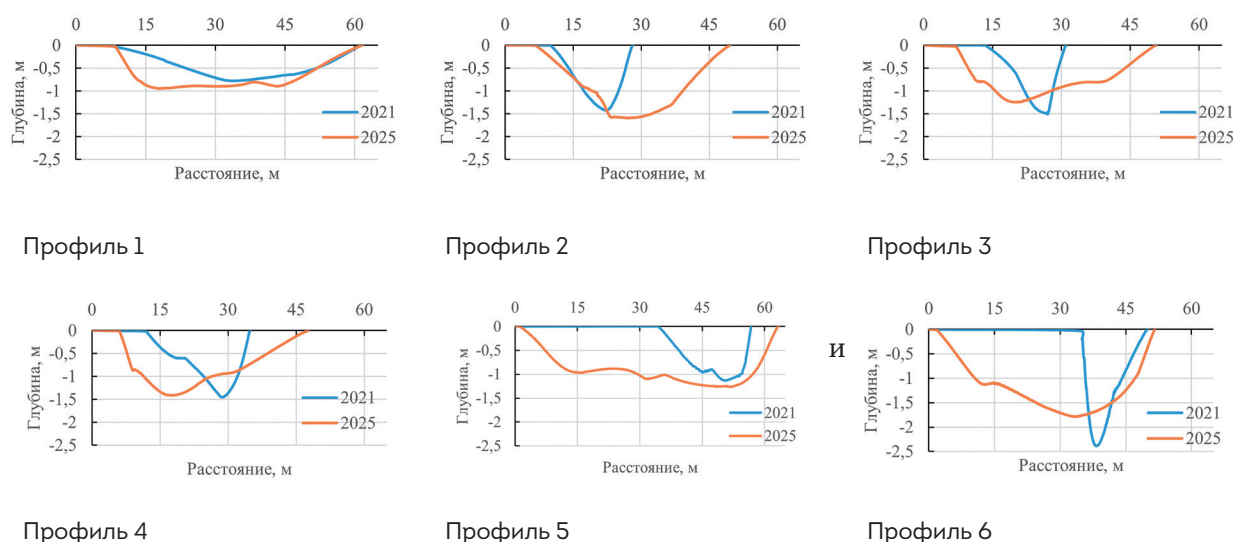 0 15 30 45 60
0
-0,5
-1
-1,5
-2
-2,5
Глубина, м
2021
2025
Расстояние, м
Профиль 1
0 15 30 45 60
0
-0,5
-1
-1,5
-2
-2,5
Глубина, м
2021
2025
Расстояние, м
Профиль 2
0 15 30 45 60
0
-0,5
-1
-1,5
-2
-2,5
Глубина, м
2021
2025
Расстояние, м
Профиль 3
0 15 30 45 60
0
-0,5
-1
-1,5
-2
-2,5
Глубина, м
2021
2025
Расстояние, м
Профиль 4
0 15 30 45 60
0
-0,5
-1
-1,5
-2
-2,5
Глубина, м
2021
2025
Расстояние, м
Профиль 5
и
0 15 30 45 60
0
-0,5
-1
-1,5
-2
-2,5
Глубина, м
2021
2025
Расстояние, м
Профиль 6